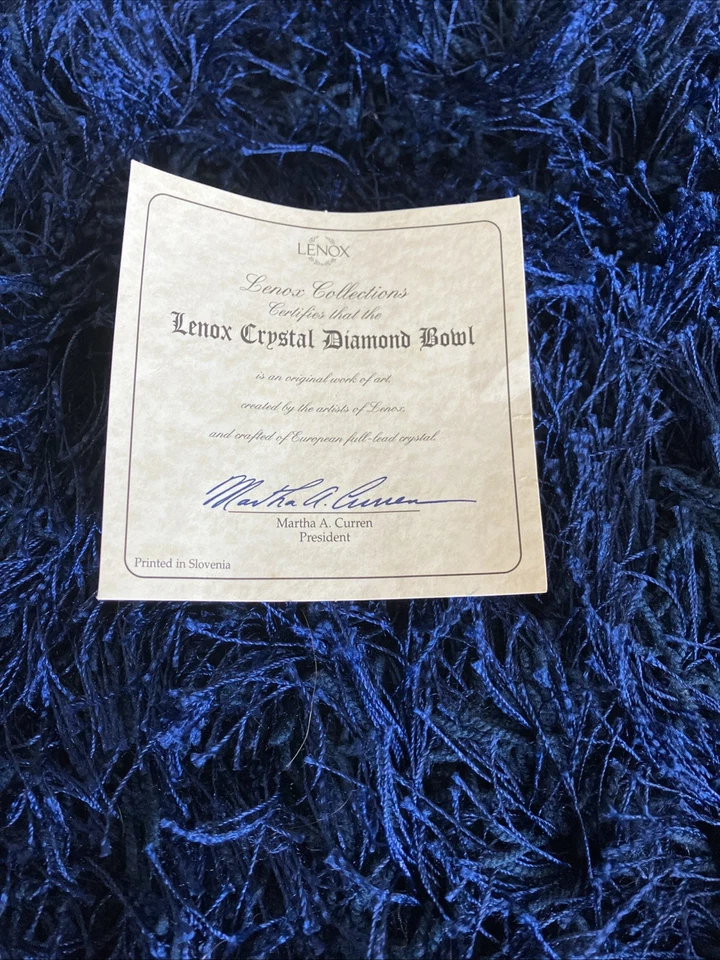 LENOX
Lenox Collections
Certifies that the
Lenox Crystal Diamond Bowl
is an original work of art,
created by the artists of Lenox,
and crafted of European full-lead crystal.
Martha A. Curren
Martha A. Curren
President
Printed in Slovenia